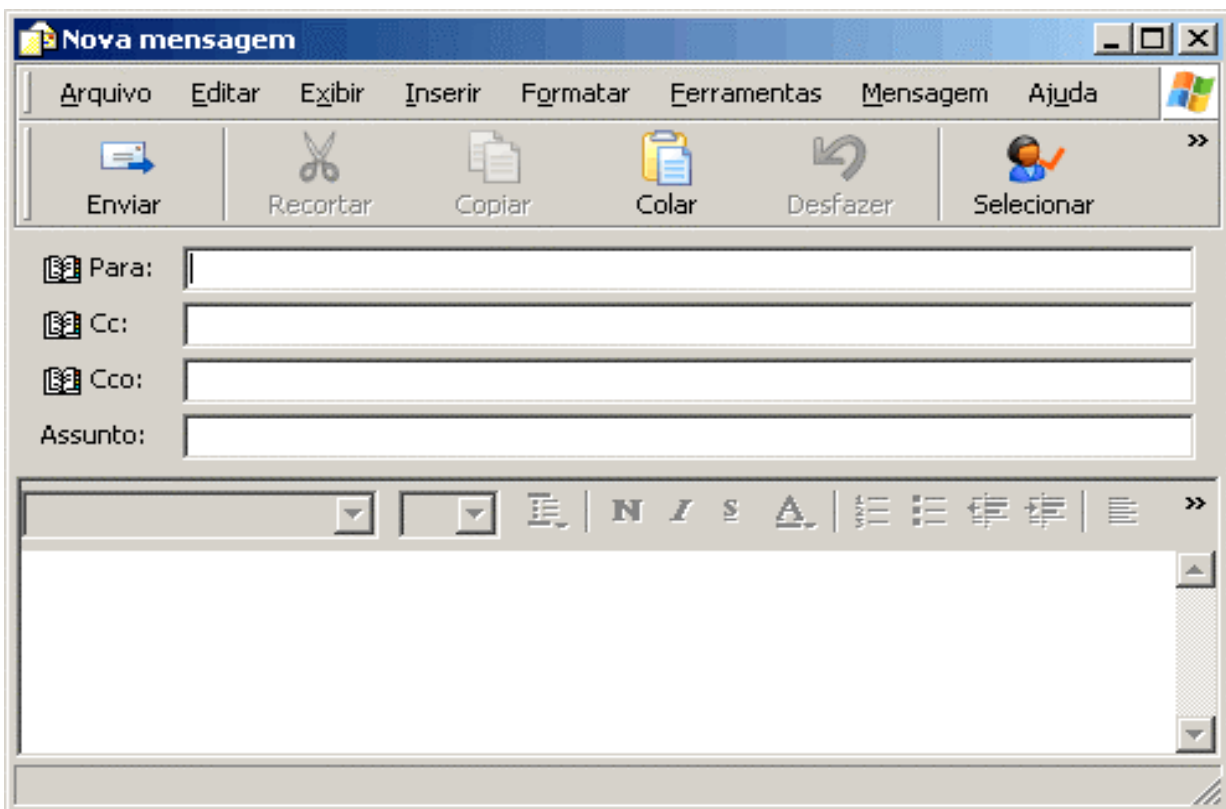 Nova mensagem
Arquivo Editar Exibir Inserir Formatar Ferramentas Mensagem Ajuda
Enviar Recortar Copiar Colar Desfazer Selecionar
Para:
Cc:
Cco:
Assunto:
N I S A